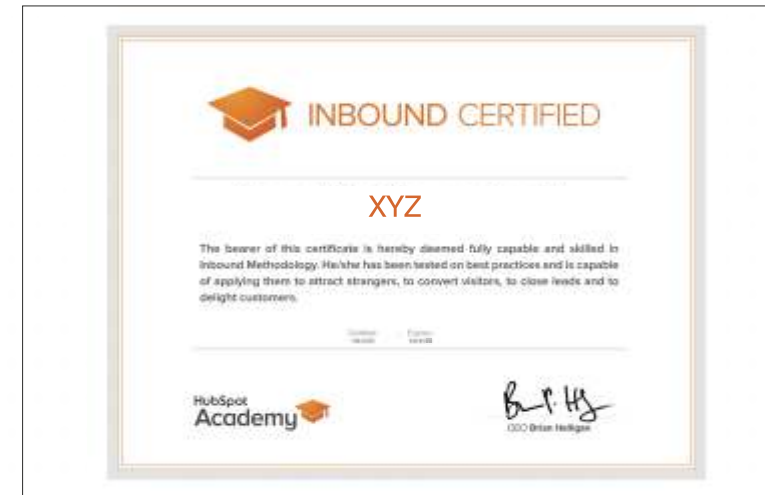 INBOUND CERTIFIED
XYZ
The bearer of this certificate is hereby deemed fully capable and skilled in
Inbound Methodology. He/she has been tested on best practices and is capable
of applying them to attract strangers, to convert visitors, to close leads and to
delight customers.
HubSpot
Academy
CEO Brian Halligan